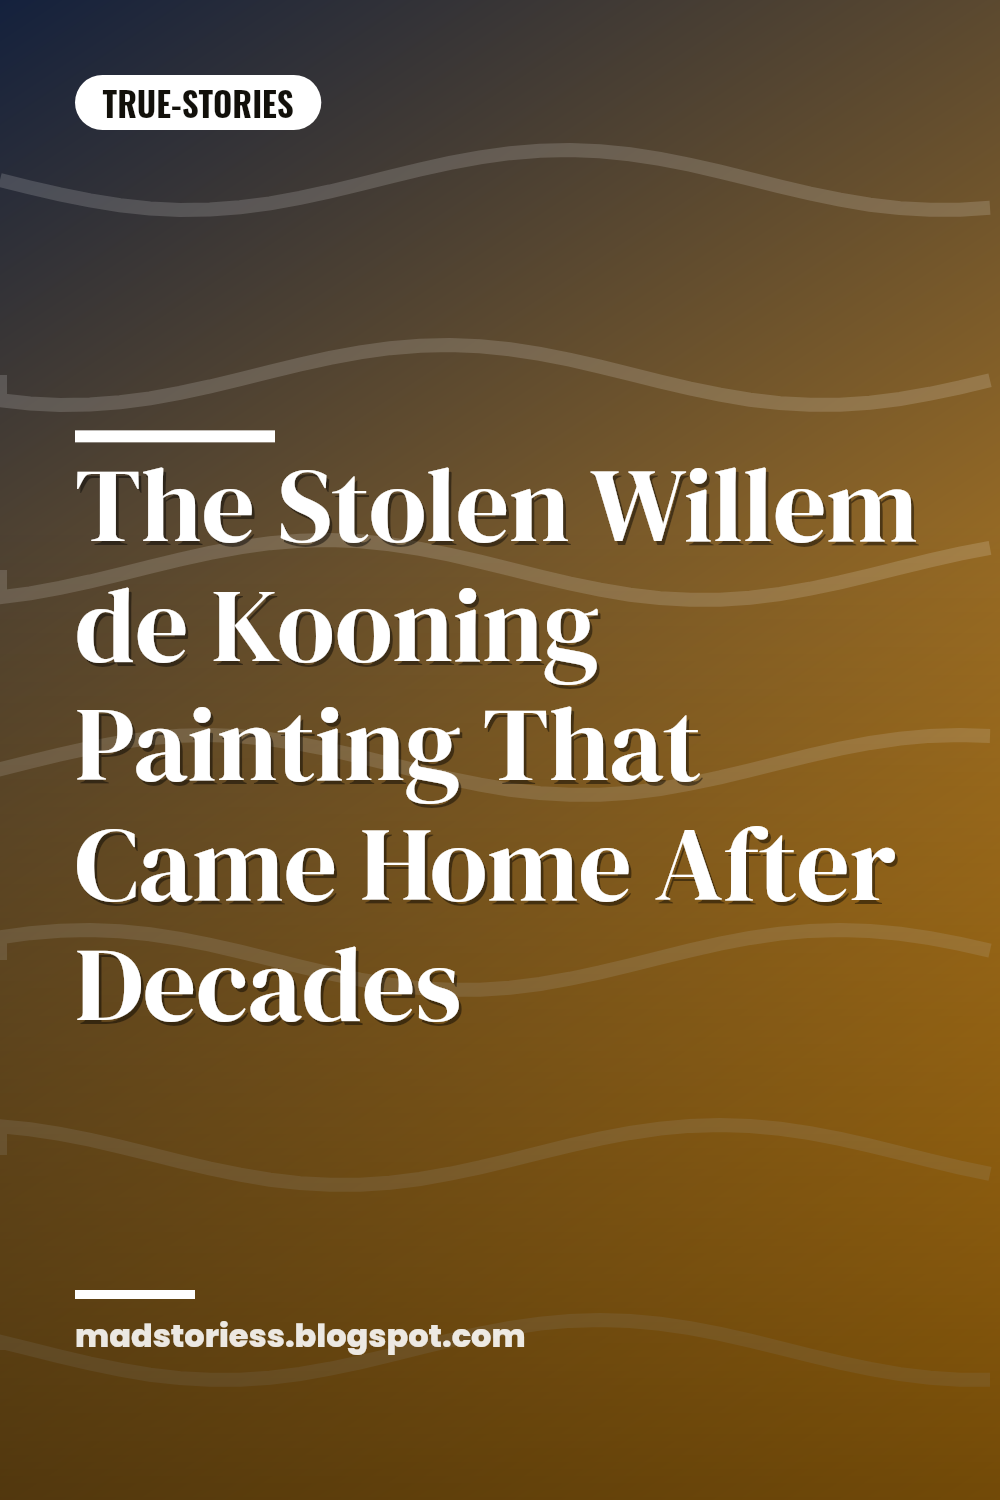 TRUE-STORIES
The Stolen Willem
de Kooning
Painting That
Came Home After
Decades
madstoriess.blogspot.com